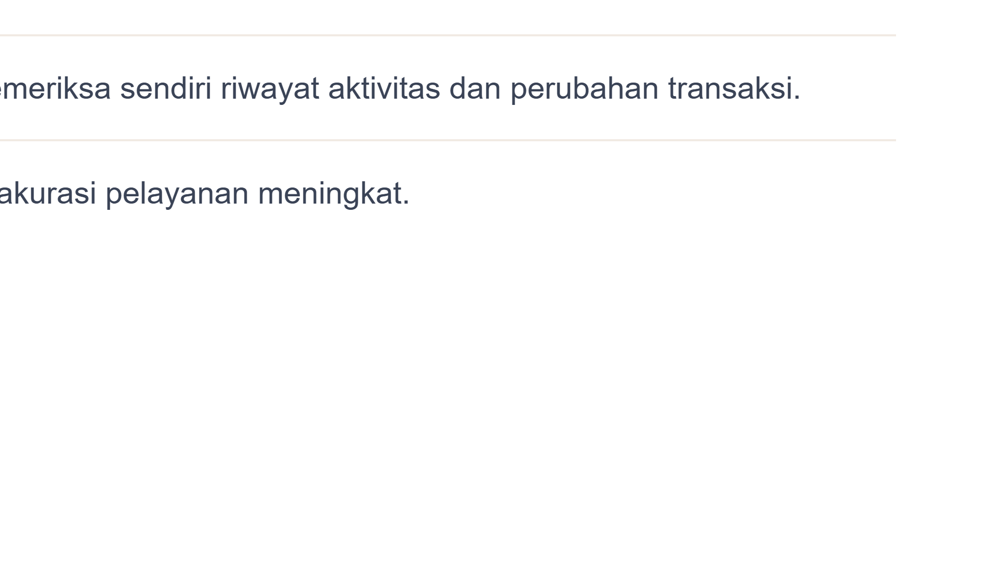 emeriksa sendiri riwayat aktivitas dan perubahan transaksi.
akurasi pelayanan meningkat.